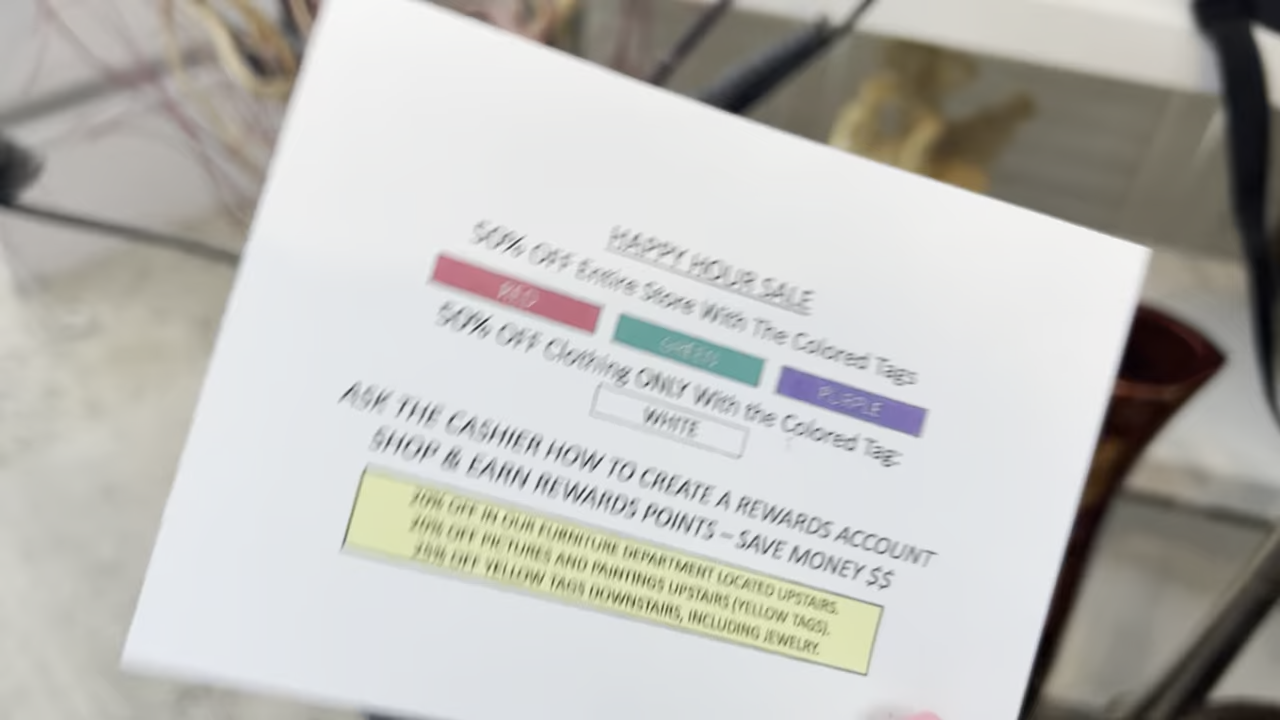 HAPPY HOUR SALE
50% OFF Entire Store With The Colored Tags
RED GREEN PURPLE
50% OFF Clothing ONLY With the Colored Tag:
WHITE
ASK THE CASHIER HOW TO CREATE A REWARDS ACCOUNT
SHOP & EARN REWARDS POINTS – SAVE MONEY $$
OFF IN OUR FURNITURE DEPARTMENT LOCATED UPSTAIRS.
OFF PICTURES AND PAINTINGS UPSTAIRS (YELLOW TAGS).
OFF YELLOW TAGS DOWNSTAIRS, INCLUDING JEWELRY.